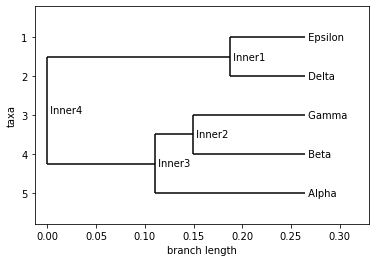 1
Epsilon
Inner1
2
Delta
Inner4
3
Gamma
Inner2
4
Beta
Inner3
5
Alpha
taxa
0.00 0.05 0.10 0.15 0.20 0.25 0.30
branch length